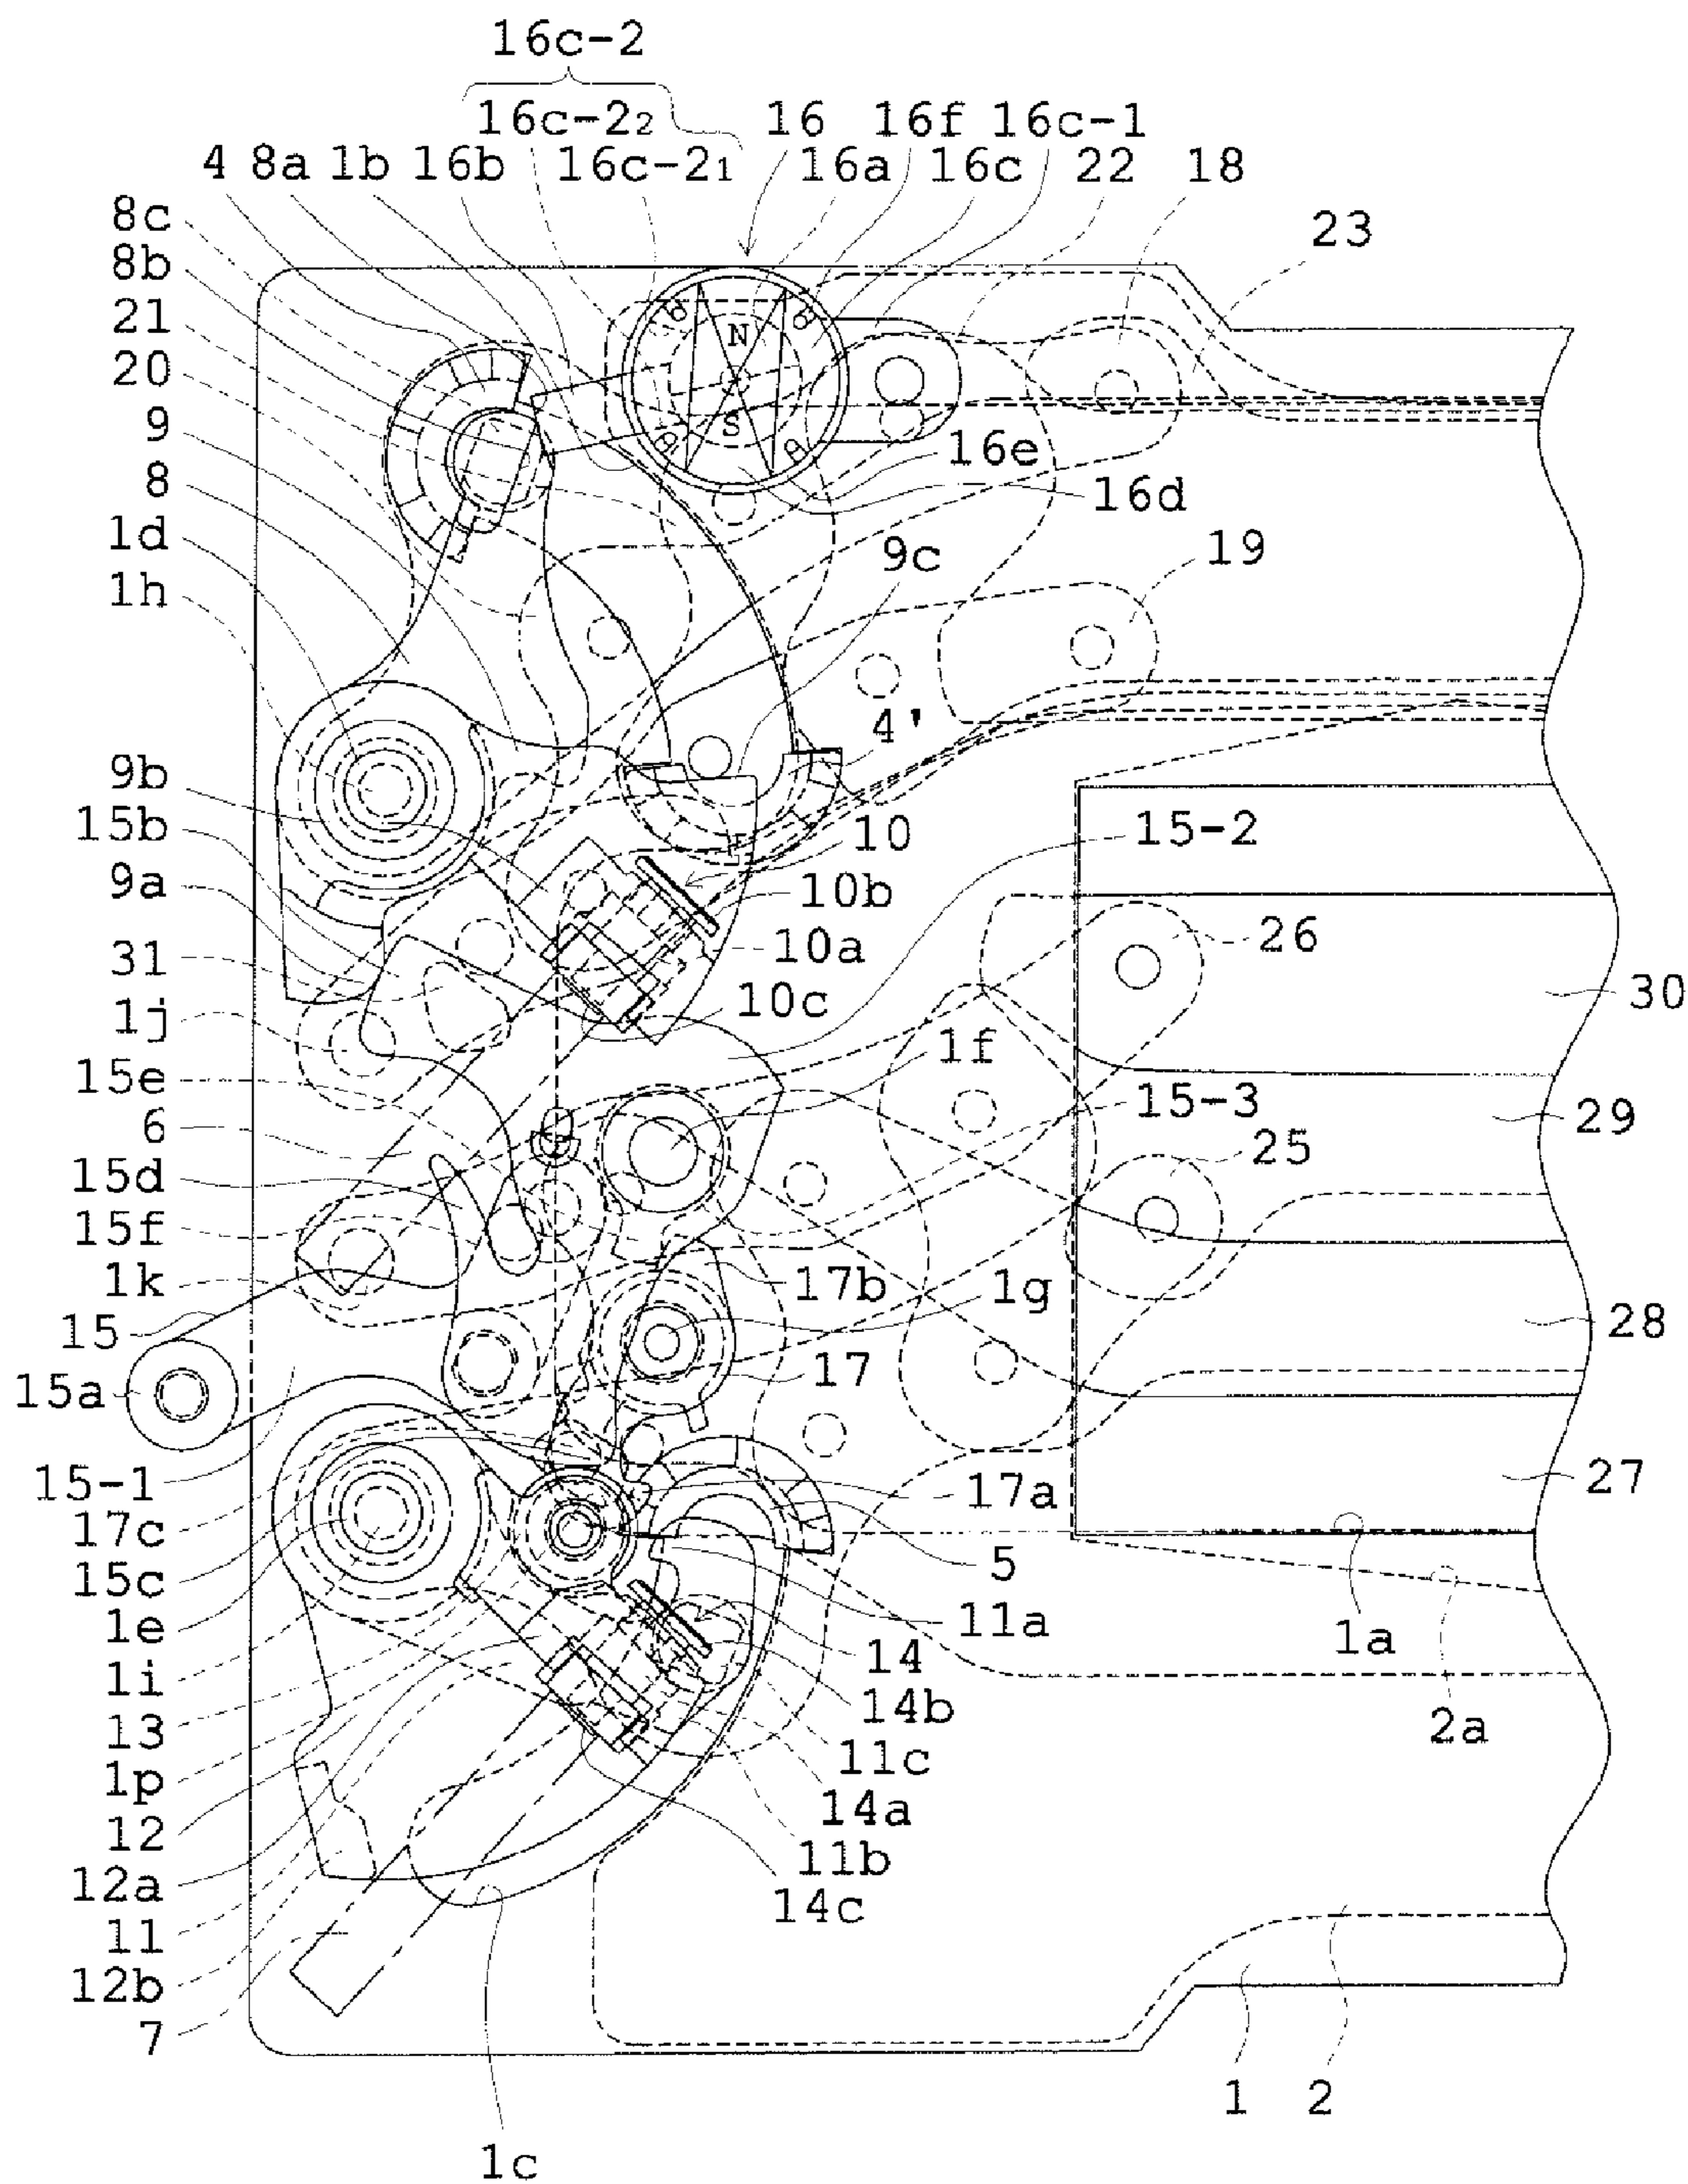 16c-2
16c-2₂ 16 16f 16c-1
4 8a 1b 16b 16c-2₁ 16a 16c 22 18
8c 23
8b
21 N
20
9 S 16e
8 16d
1d 9c 19
1h
4'
9b
15b 10 15-2
9a 10b
31 10a 26
1j 10c 30
15e 1f
6 15-3 29
15d 25
15f
1k 17b 1g
15 28
15a 17
15-1 27
17c 17a
15c 5
1e 11a 1a
1i 14
13 14b 2a
1p 11c
12 14a
12a 11b
11 14c
12b
7
1 2
1c